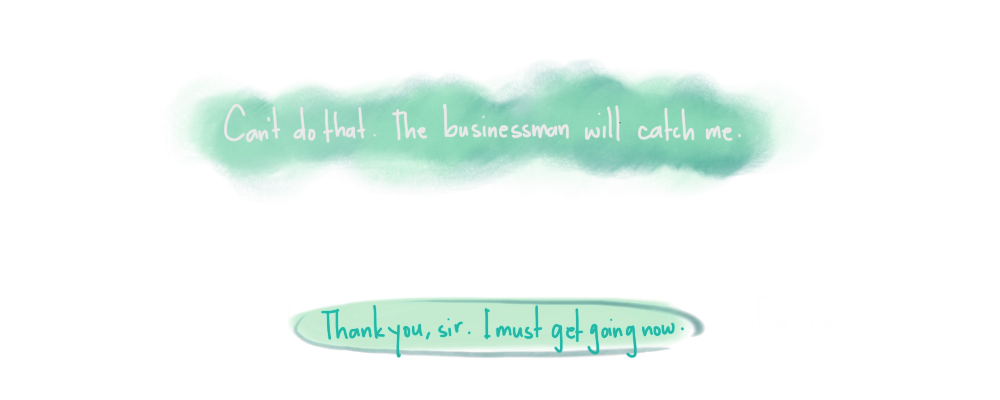 Can't do that. The businessman will catch me.
Thank you, sir. I must get going now.